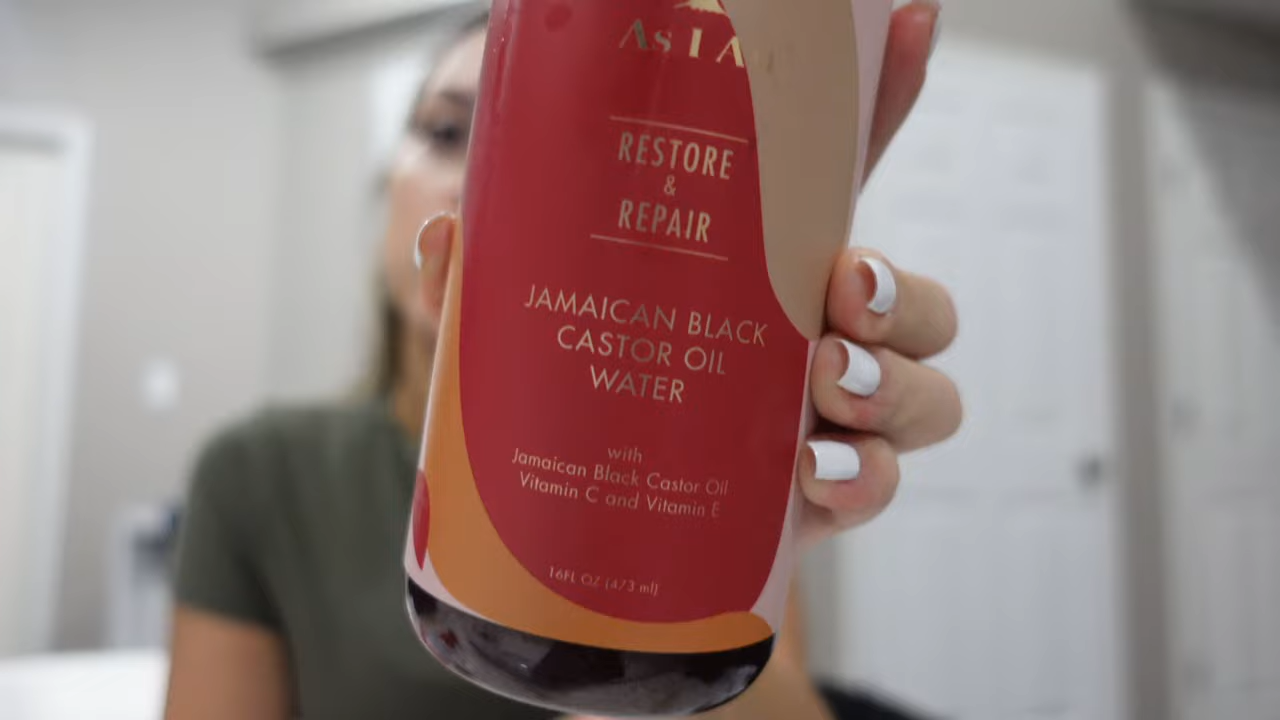 As I A
RESTORE
&
REPAIR
JAMAICAN BLACK
CASTOR OIL
WATER
with
Jamaican Black Castor Oil
Vitamin C and Vitamin E
16FL OZ (473 ml)